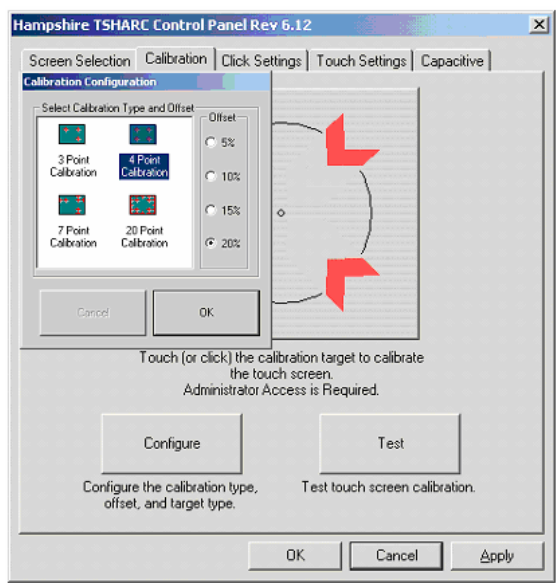 Hampshire TSHARC Control Panel Rev 6.12
Screen Selection Calibration Click Settings Touch Settings Capacitive
Calibration Configuration
Select Calibration Type and Offset
Offset
3 Point
Calibration
4 Point
Calibration
7 Point
Calibration
20 Point
Calibration
5%
10%
15%
20%
Cancel OK
Touch (or click) the calibration target to calibrate
the touch screen.
Administrator Access is Required.
Configure
Configure the calibration type,
offset, and target type.
Test
Test touch screen calibration.
OK Cancel Apply